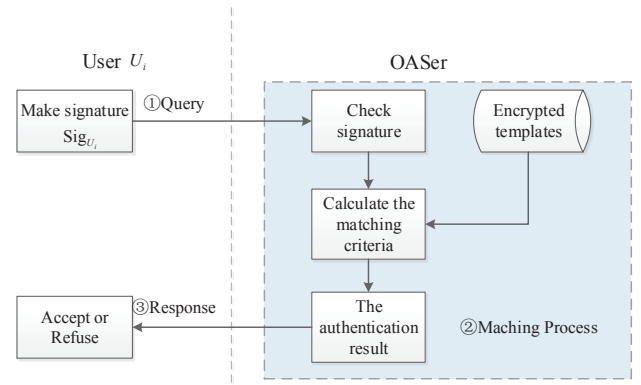 User U_i
OASer
Make signature
Sig_{U_i}
①Query
Check
signature
Encrypted
templates
Calculate the
matching
criteria
③Response
Accept or
Refuse
The
authentication
result
②Maching Process